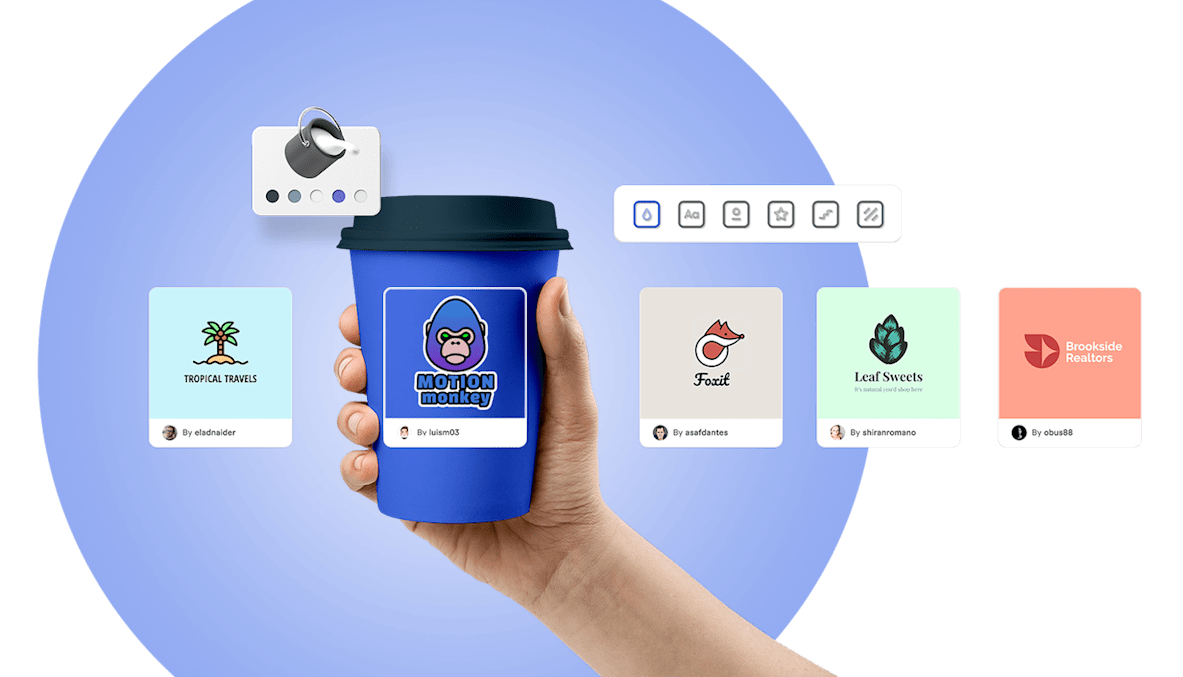 Aa
TROPICAL TRAVELS
By eladnaider
MOTION
monkey
By luism03
Foxit
By asafdantes
Leaf Sweets
It's natural you'd shop here
By shiranromano
Brookside
Realtors
By obus88